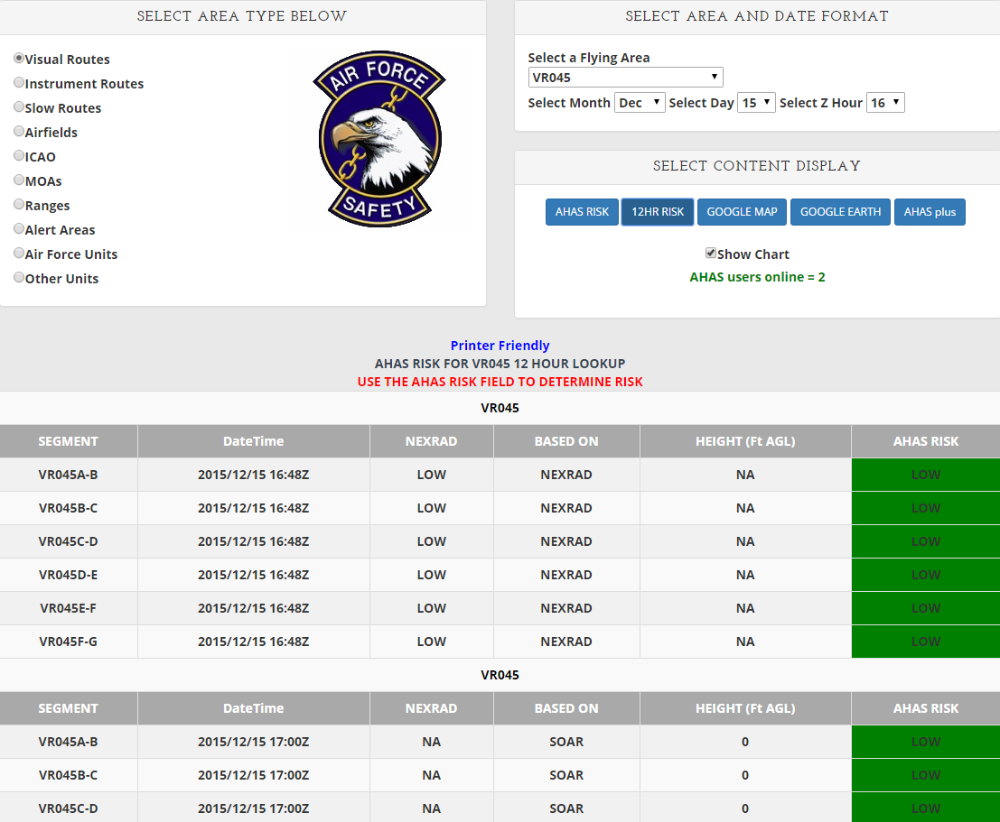 SELECT AREA TYPE BELOW
Visual Routes
Instrument Routes
Slow Routes
Airfields
ICAO
MOAs
Ranges
Alert Areas
Air Force Units
Other Units
AIR FORCE
SAFETY
SELECT AREA AND DATE FORMAT
Select a Flying Area
VR045
Select Month Dec Select Day 15 Select Z Hour 16
SELECT CONTENT DISPLAY
AHAS RISK 12HR RISK GOOGLE MAP GOOGLE EARTH AHAS plus
Show Chart
AHAS users online = 2
Printer Friendly
AHAS RISK FOR VR045 12 HOUR LOOKUP
USE THE AHAS RISK FIELD TO DETERMINE RISK
VR045
SEGMENT DateTime NEXRAD BASED ON HEIGHT (Ft AGL) AHAS RISK
VR045A-B 2015/12/15 16:48Z LOW NEXRAD NA LOW
VR045B-C 2015/12/15 16:48Z LOW NEXRAD NA LOW
VR045C-D 2015/12/15 16:48Z LOW NEXRAD NA LOW
VR045D-E 2015/12/15 16:48Z LOW NEXRAD NA LOW
VR045E-F 2015/12/15 16:48Z LOW NEXRAD NA LOW
VR045F-G 2015/12/15 16:48Z LOW NEXRAD NA LOW
VR045
SEGMENT DateTime NEXRAD BASED ON HEIGHT (Ft AGL) AHAS RISK
VR045A-B 2015/12/15 17:00Z NA SOAR 0 LOW
VR045B-C 2015/12/15 17:00Z NA SOAR 0 LOW
VR045C-D 2015/12/15 17:00Z NA SOAR 0 LOW